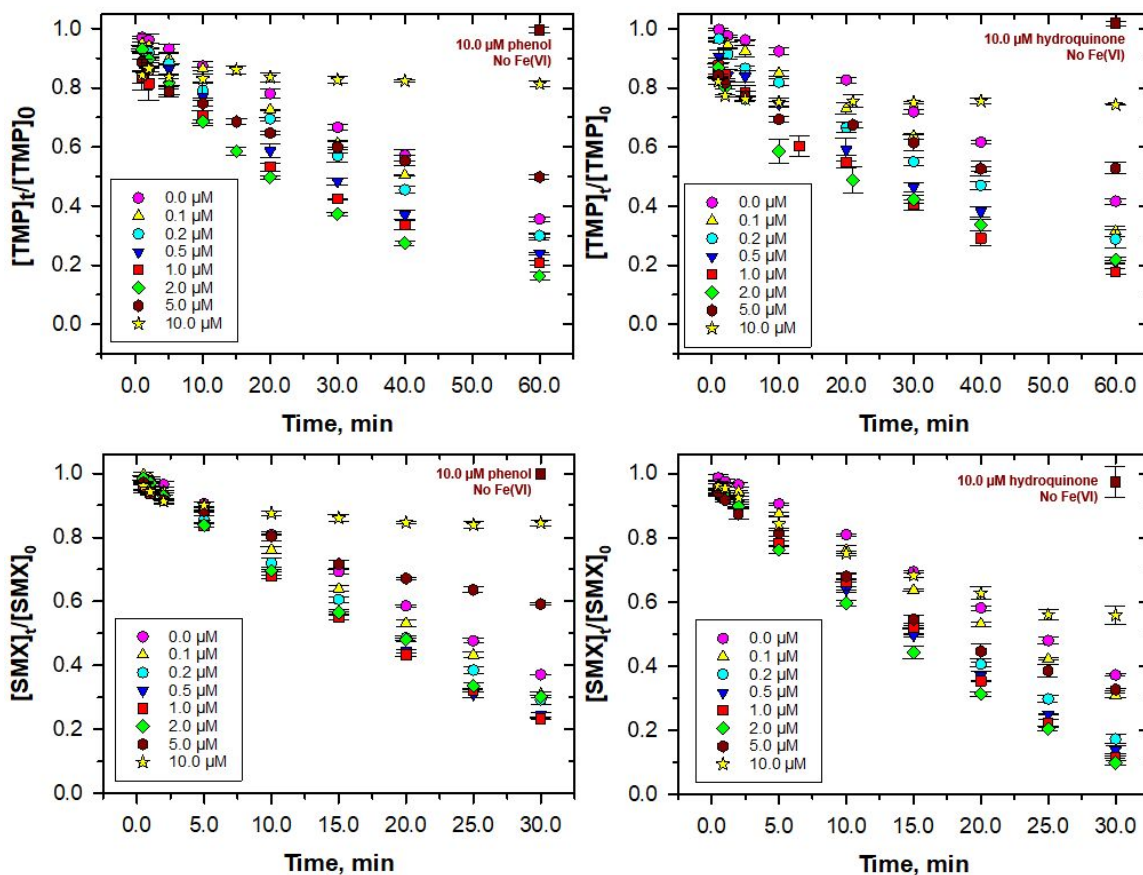 10.0 µM phenol
No Fe(VI)
[TMP]t/[TMP]0
1.0
0.8
0.6
0.4
0.2
0.0
0.0 µM
0.1 µM
0.2 µM
0.5 µM
1.0 µM
2.0 µM
5.0 µM
10.0 µM
0.0 10.0 20.0 30.0 40.0 50.0 60.0
Time, min
10.0 µM hydroquinone
No Fe(VI)
[TMP]t/[TMP]0
1.0
0.8
0.6
0.4
0.2
0.0
0.0 µM
0.1 µM
0.2 µM
0.5 µM
1.0 µM
2.0 µM
5.0 µM
10.0 µM
0.0 10.0 20.0 30.0 40.0 50.0 60.0
Time, min
10.0 µM phenol
No Fe(VI)
[SMX]t/[SMX]0
1.0
0.8
0.6
0.4
0.2
0.0
0.0 µM
0.1 µM
0.2 µM
0.5 µM
1.0 µM
2.0 µM
5.0 µM
10.0 µM
0.0 5.0 10.0 15.0 20.0 25.0 30.0
Time, min
10.0 µM hydroquinone
No Fe(VI)
[SMX]t/[SMX]0
1.0
0.8
0.6
0.4
0.2
0.0
0.0 µM
0.1 µM
0.2 µM
0.5 µM
1.0 µM
2.0 µM
5.0 µM
10.0 µM
0.0 5.0 10.0 15.0 20.0 25.0 30.0
Time, min